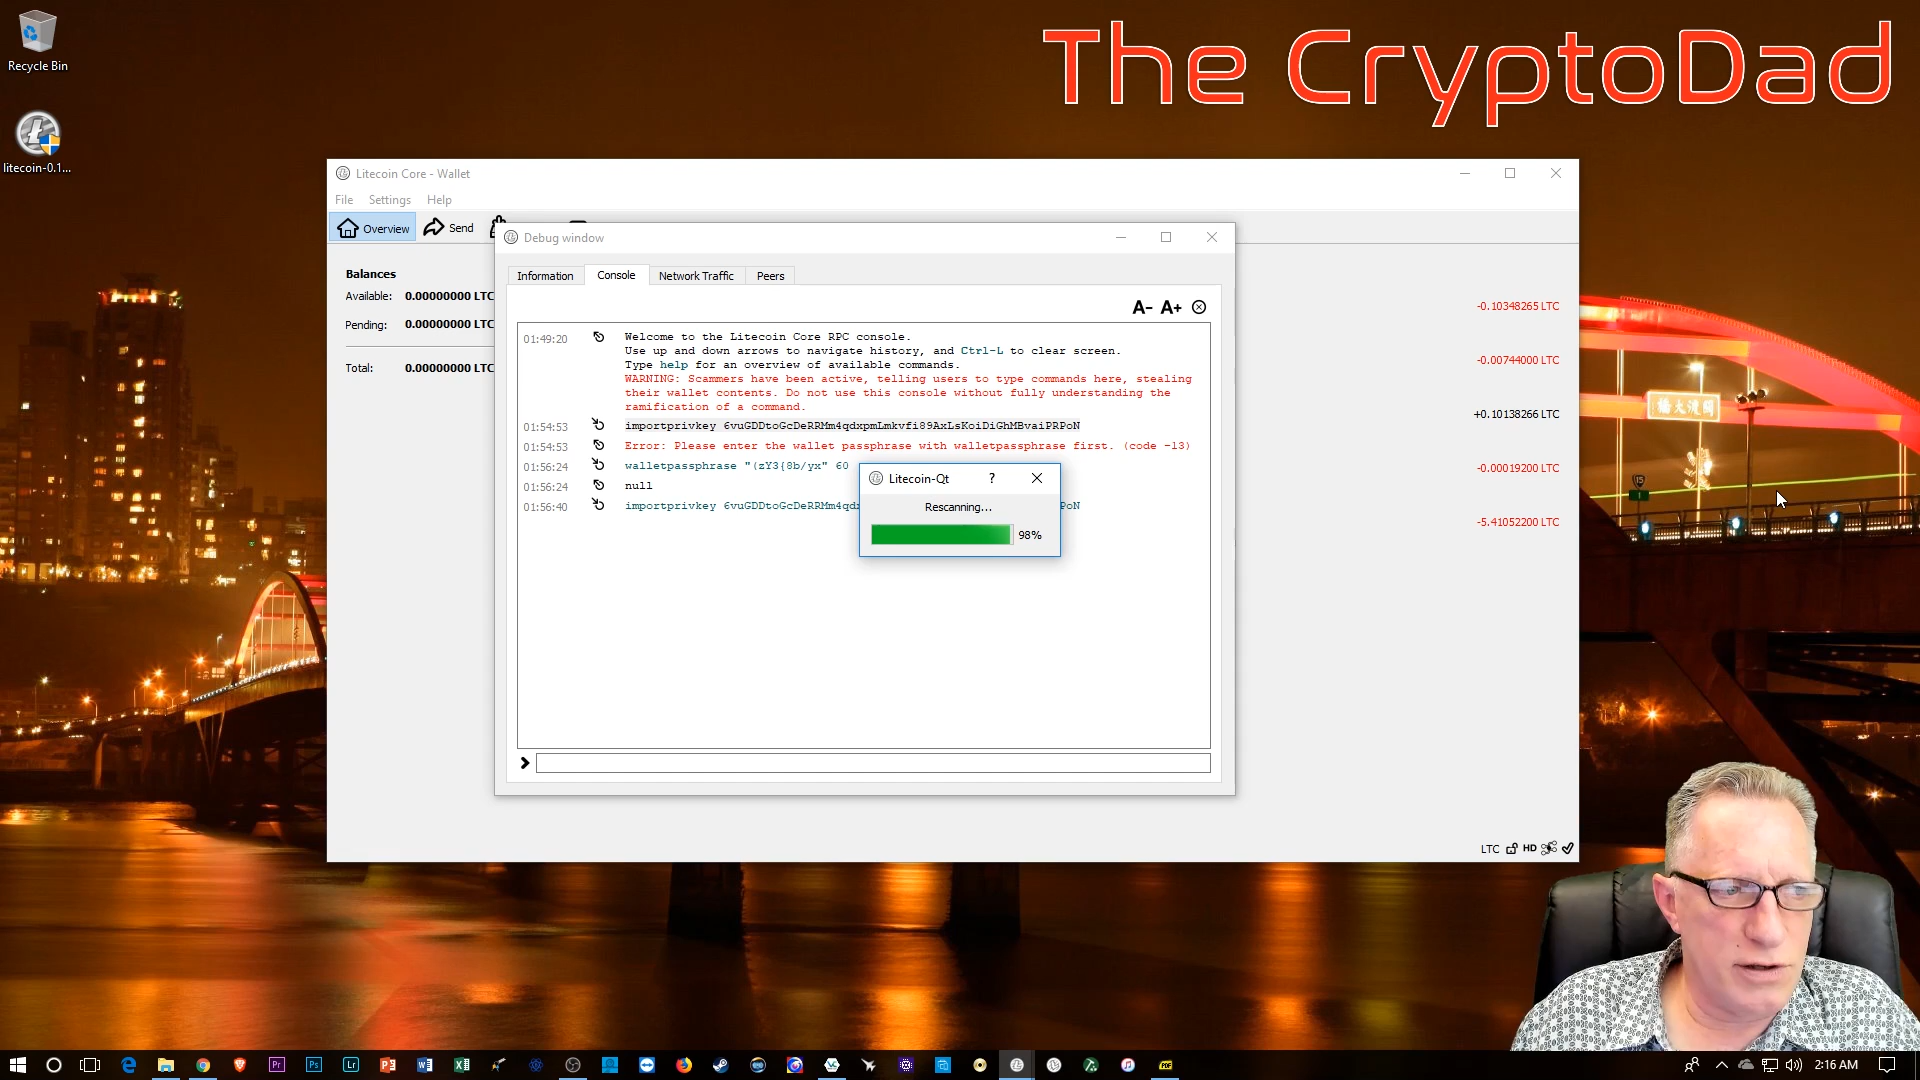 The CryptoDad
Recycle Bin
litecoin-0.1...
Litecoin Core - Wallet
File Settings Help
Overview Send
Debug window
Information Console Network Traffic Peers
Balances
Available: 0.00000000 LTC
Pending: 0.00000000 LTC
Total: 0.00000000 LTC
A- A+
01:49:20 Welcome to the Litecoin Core RPC console.
Use up and down arrows to navigate history, and Ctrl-L to clear screen.
Type help for an overview of available commands.
WARNING: Scammers have been active, telling users to type commands here, stealing
their wallet contents. Do not use this console without fully understanding the
ramification of a command.
01:54:53 importprivkey 6vuGDDtoGcDeRRMm4qdxpmLmkvfi89AxLsKoiDiGhMBvaiPRPoN
01:54:53 Error: Please enter the wallet passphrase with walletpassphrase first. (code -13)
01:56:24 walletpassphrase "(zY3{8b/yx" 60
01:56:24 null
01:56:40 importprivkey 6vuGDDtoGcDeRRMm4qdx PoN
Litecoin-Qt ?
Rescanning...
98%
-0.10348265 LTC
-0.00744000 LTC
+0.10138266 LTC
-0.00019200 LTC
-5.41052200 LTC
LTC HD
2:16 AM